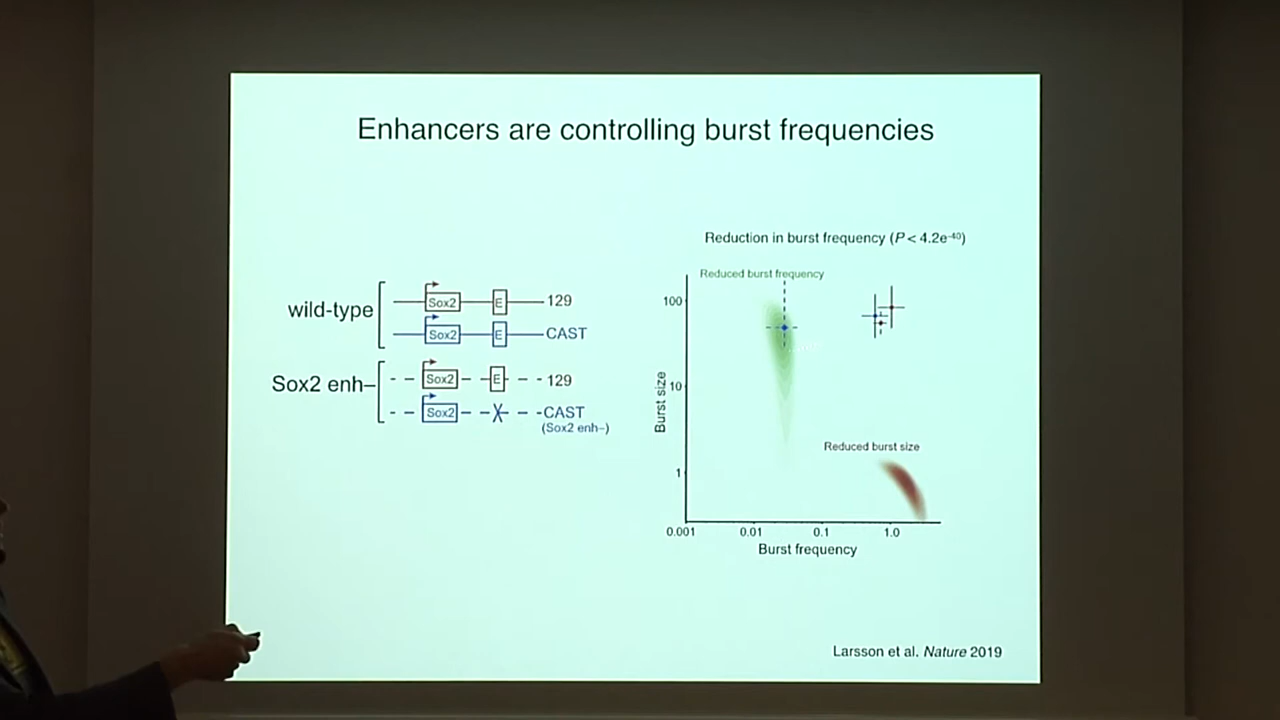 Enhancers are controlling burst frequencies
wild-type
Sox2 E 129
Sox2 E CAST
Sox2 enh–
Sox2 E 129
Sox2 X CAST
(Sox2 enh–)
Reduction in burst frequency (P < 4.2e-40)
Reduced burst frequency
100
10
1
Burst size
Reduced burst size
0.001 0.01 0.1 1.0
Burst frequency
Larsson et al. Nature 2019